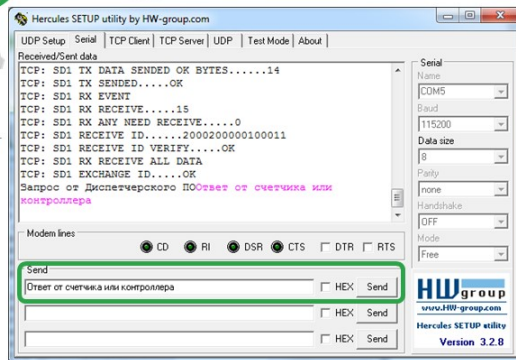 Hercules SETUP utility by HW-group.com
UDP Setup Serial TCP Client TCP Server UDP Test Mode About
Received/Sent data
TCP: SD1 TX DATA SENDED OK BYTES......14
TCP: SD1 TX SENDED.....OK
TCP: SD1 RX EVENT
TCP: SD1 RX RECEIVE.....15
TCP: SD1 RX ANY NEED RECEIVE.....0
TCP: SD1 RECEIVE ID......2000200000100011
TCP: SD1 RECEIVE ID VERIFY.....OK
TCP: SD1 RX RECEIVE ALL DATA
TCP: SD1 EXCHANGE ID.....OK
Запрос от Диспетчерского ПООтвет от счетчика или
контроллера
Modem lines
CD RI DSR CTS DTR RTS
Send
Ответ от счетчика или контроллера HEX Send
HEX Send
HEX Send
Serial
Name
COM5
Baud
115200
Data size
8
Parity
none
Handshake
OFF
Mode
Free
HWgroup
www.HW-group.com
Hercules SETUP utility
Version 3.2.8